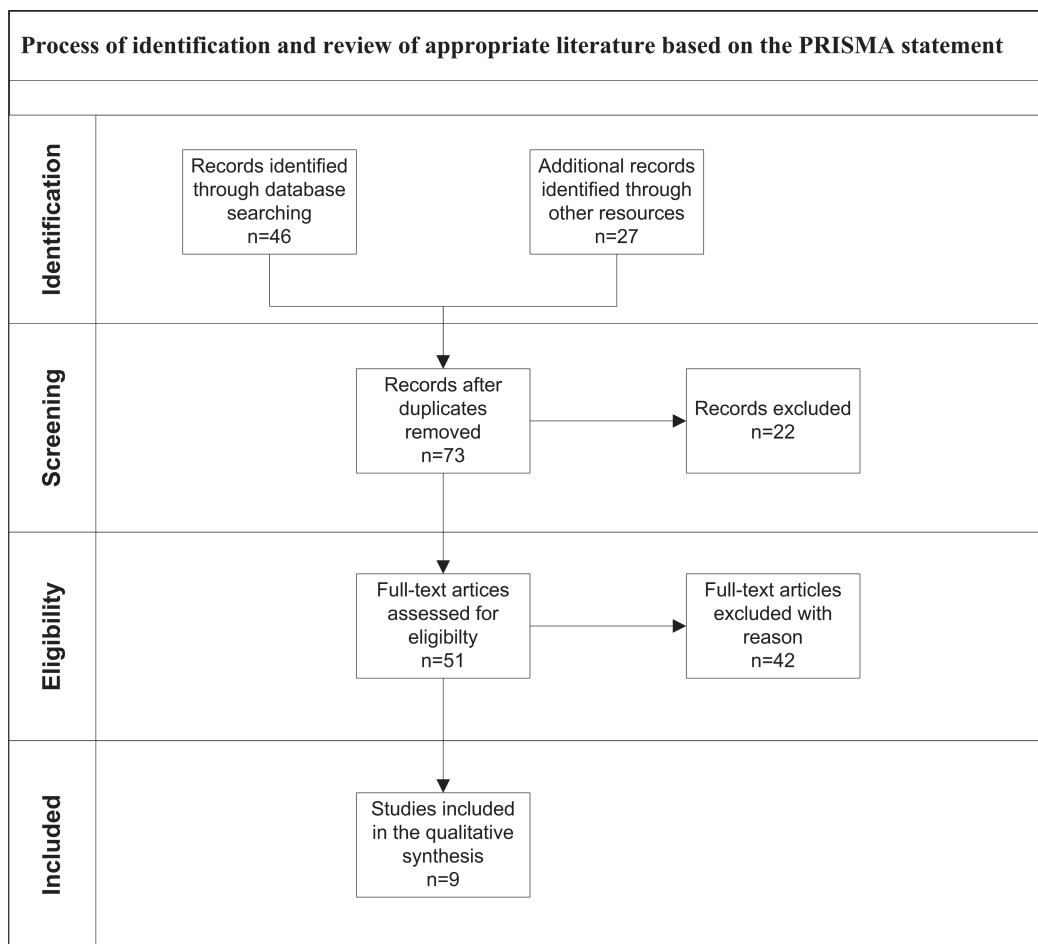 Process of identification and review of appropriate literature based on the PRISMA statement
Identification
Records identified
through database
searching
n=46
Additional records
identified through
other resources
n=27
Screening
Records after
duplicates
removed
n=73
Records excluded
n=22
Eligibility
Full-text artices
assessed for
eligibilty
n=51
Full-text articles
excluded with
reason
n=42
Included
Studies included
in the qualitative
synthesis
n=9